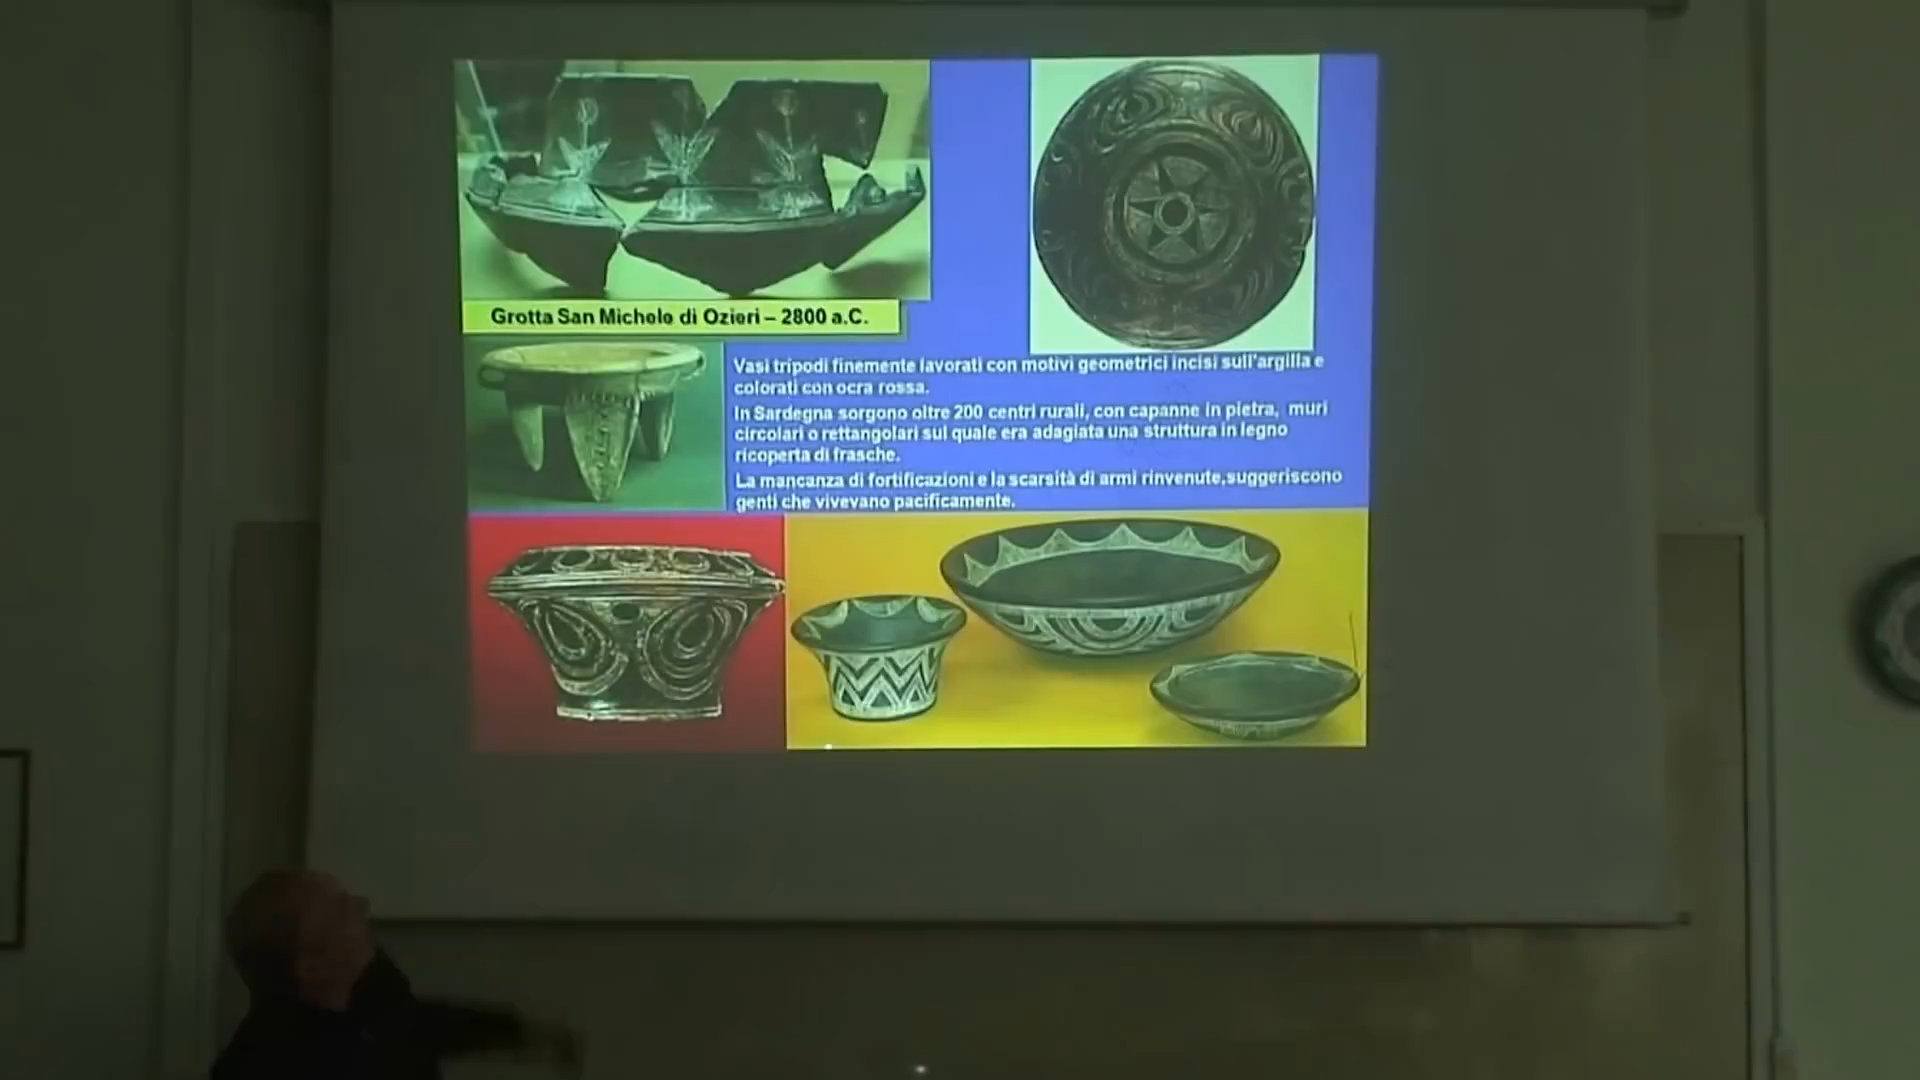 Grotta San Michele di Ozieri – 2800 a.C.
Vasi tripodi finemente lavorati con motivi geometrici incisi sull'argilla e
colorati con ocra rossa.
In Sardegna sorgono oltre 200 centri rurali, con capanne in pietra, muri
circolari o rettangolari sul quale era adagiata una struttura in legno
ricoperta di frasche.
La mancanza di fortificazioni e la scarsità di armi rinvenute,suggeriscono
genti che vivevano pacificamente.